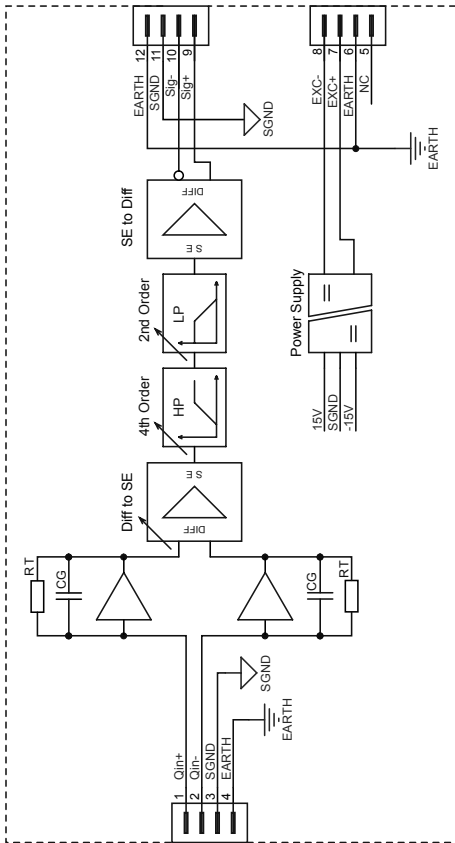 12
11
10
9
EARTH
SGND
Sig-
Sig+
SGND
8
7
6
5
EXC-
EXC+
EARTH
NC
EARTH
SE to Diff
DIFF
SE
2nd Order
LP
4th Order
HP
Diff to SE
SE
DIFF
Power Supply
15V
SGND
-15V
RT
CG
CG
RT
1
2
3
4
Qin+
Qin-
SGND
EARTH
SGND
EARTH